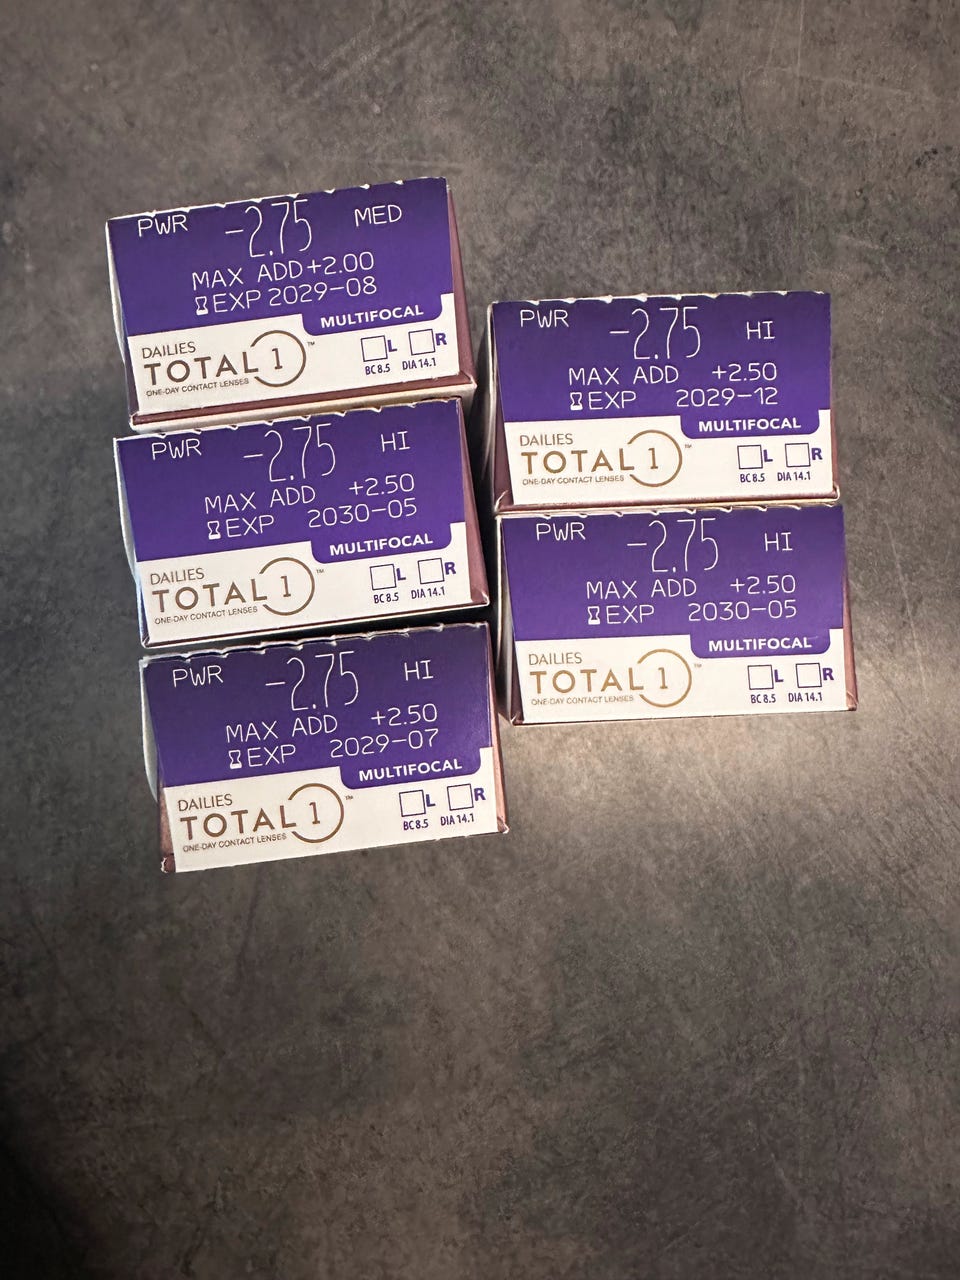 PWR -2.75 MED
MAX ADD+2.00
EXP 2029-08
MULTIFOCAL
DAILIES
TOTAL 1™
ONE-DAY CONTACT LENSES
L R
BC 8.5 DIA 14.1
PWR -2.75 HI
MAX ADD +2.50
EXP 2030-05
MULTIFOCAL
DAILIES
TOTAL 1™
ONE-DAY CONTACT LENSES
L R
BC 8.5 DIA 14.1
PWR -2.75 HI
MAX ADD +2.50
EXP 2029-07
MULTIFOCAL
DAILIES
TOTAL 1™
ONE-DAY CONTACT LENSES
L R
BC 8.5 DIA 14.1
PWR -2.75 HI
MAX ADD +2.50
EXP 2029-12
MULTIFOCAL
DAILIES
TOTAL 1™
ONE-DAY CONTACT LENSES
L R
BC 8.5 DIA 14.1
PWR -2.75 HI
MAX ADD +2.50
EXP 2030-05
MULTIFOCAL
DAILIES
TOTAL 1™
ONE-DAY CONTACT LENSES
L R
BC 8.5 DIA 14.1